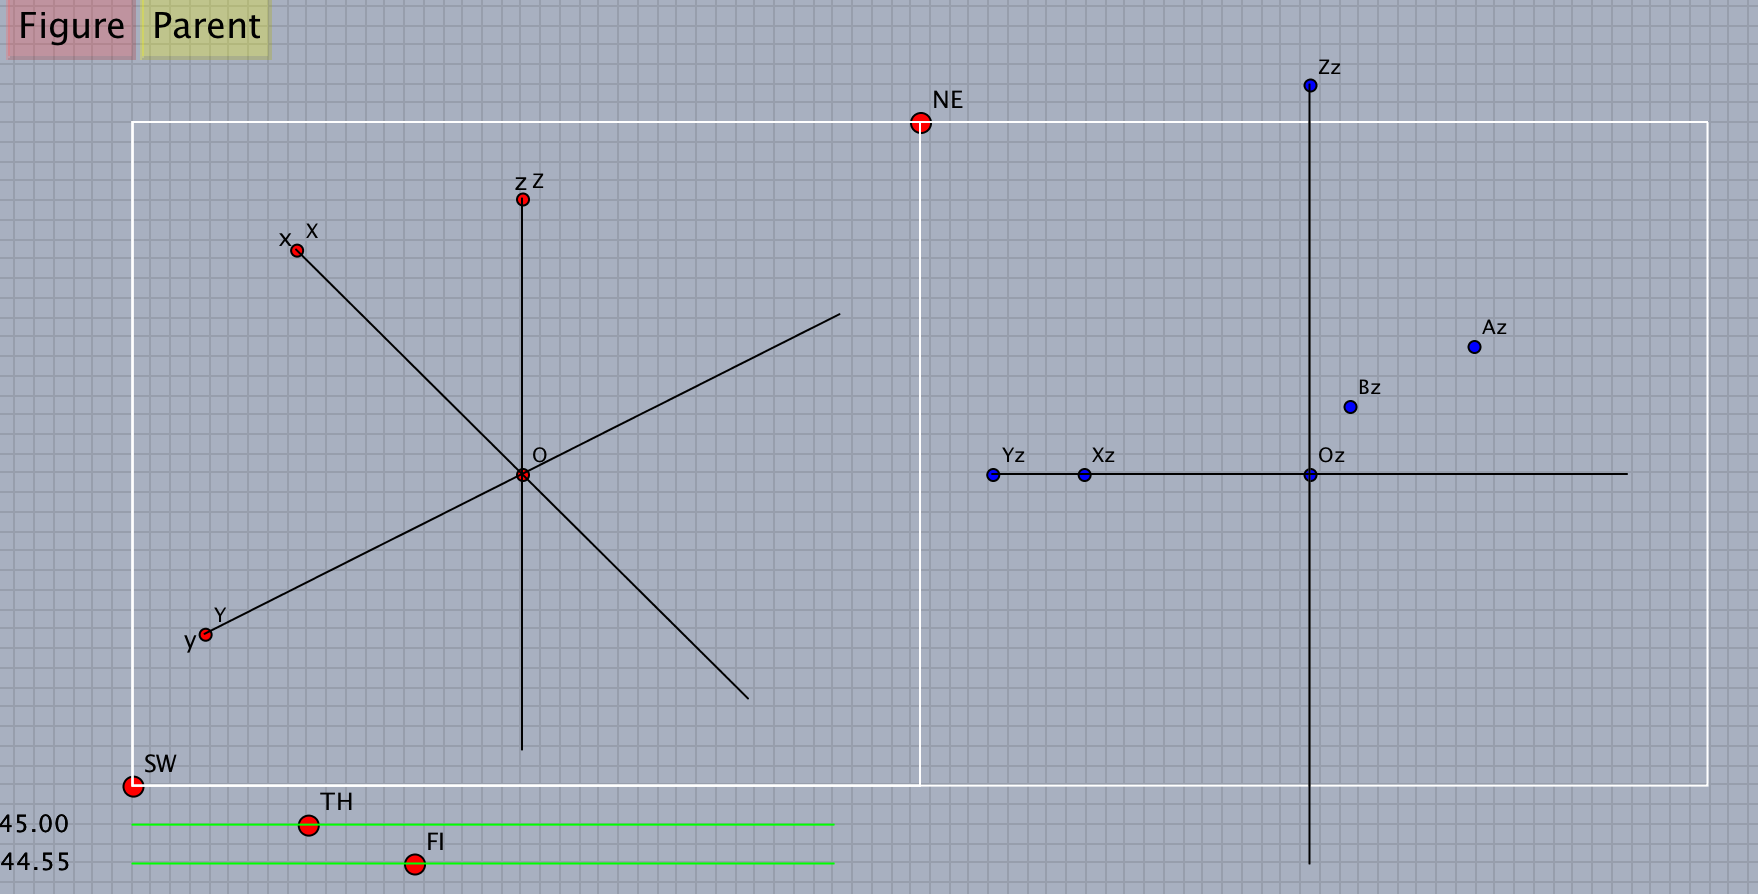 Figure Parent
Zz
NE
z Z
x X
Az
Bz
O
Yz Xz Oz
Y
y
SW
TH
45.00
FI
44.55